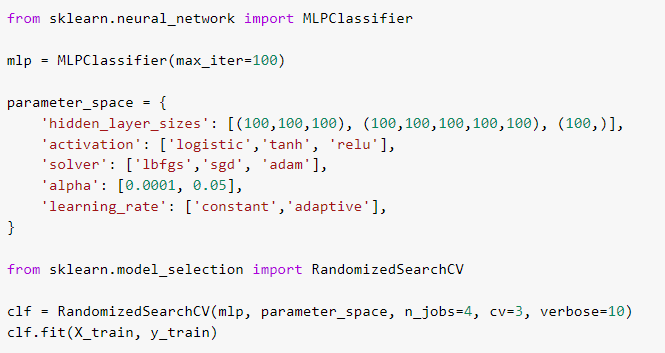 from sklearn.neural_network import MLPClassifier
mlp = MLPClassifier(max_iter=100)
parameter_space = {
    'hidden_layer_sizes': [(100,100,100), (100,100,100,100,100), (100,)],
    'activation': ['logistic','tanh', 'relu'],
    'solver': ['lbfgs','sgd', 'adam'],
    'alpha': [0.0001, 0.05],
    'learning_rate': ['constant','adaptive'],
}
from sklearn.model_selection import RandomizedSearchCV
clf = RandomizedSearchCV(mlp, parameter_space, n_jobs=4, cv=3, verbose=10)
clf.fit(X_train, y_train)